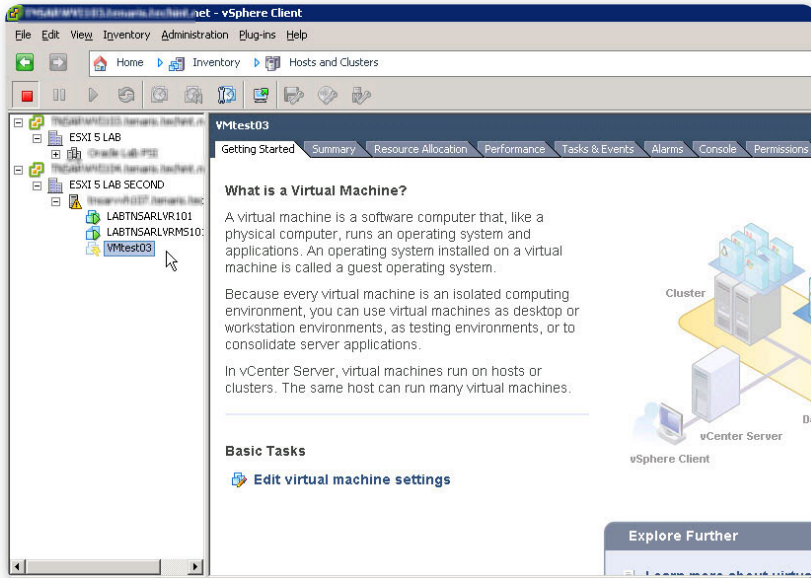 net - vSphere Client
File Edit View Inventory Administration Plug-ins Help
Home Inventory Hosts and Clusters
ESXI 5 LAB
ESXI 5 LAB SECOND
LABTNSARLVR101
LABTNSARLVRMS10
VMtest03
VMtest03
Getting Started Summary Resource Allocation Performance Tasks & Events Alarms Console Permissions
What is a Virtual Machine?
A virtual machine is a software computer that, like a
physical computer, runs an operating system and
applications. An operating system installed on a virtual
machine is called a guest operating system.
Because every virtual machine is an isolated computing
environment, you can use virtual machines as desktop or
workstation environments, as testing environments, or to
consolidate server applications.
In vCenter Server, virtual machines run on hosts or
clusters. The same host can run many virtual machines.
Basic Tasks
Edit virtual machine settings
Cluster
vCenter Server
vSphere Client
Explore Further
Learn more about